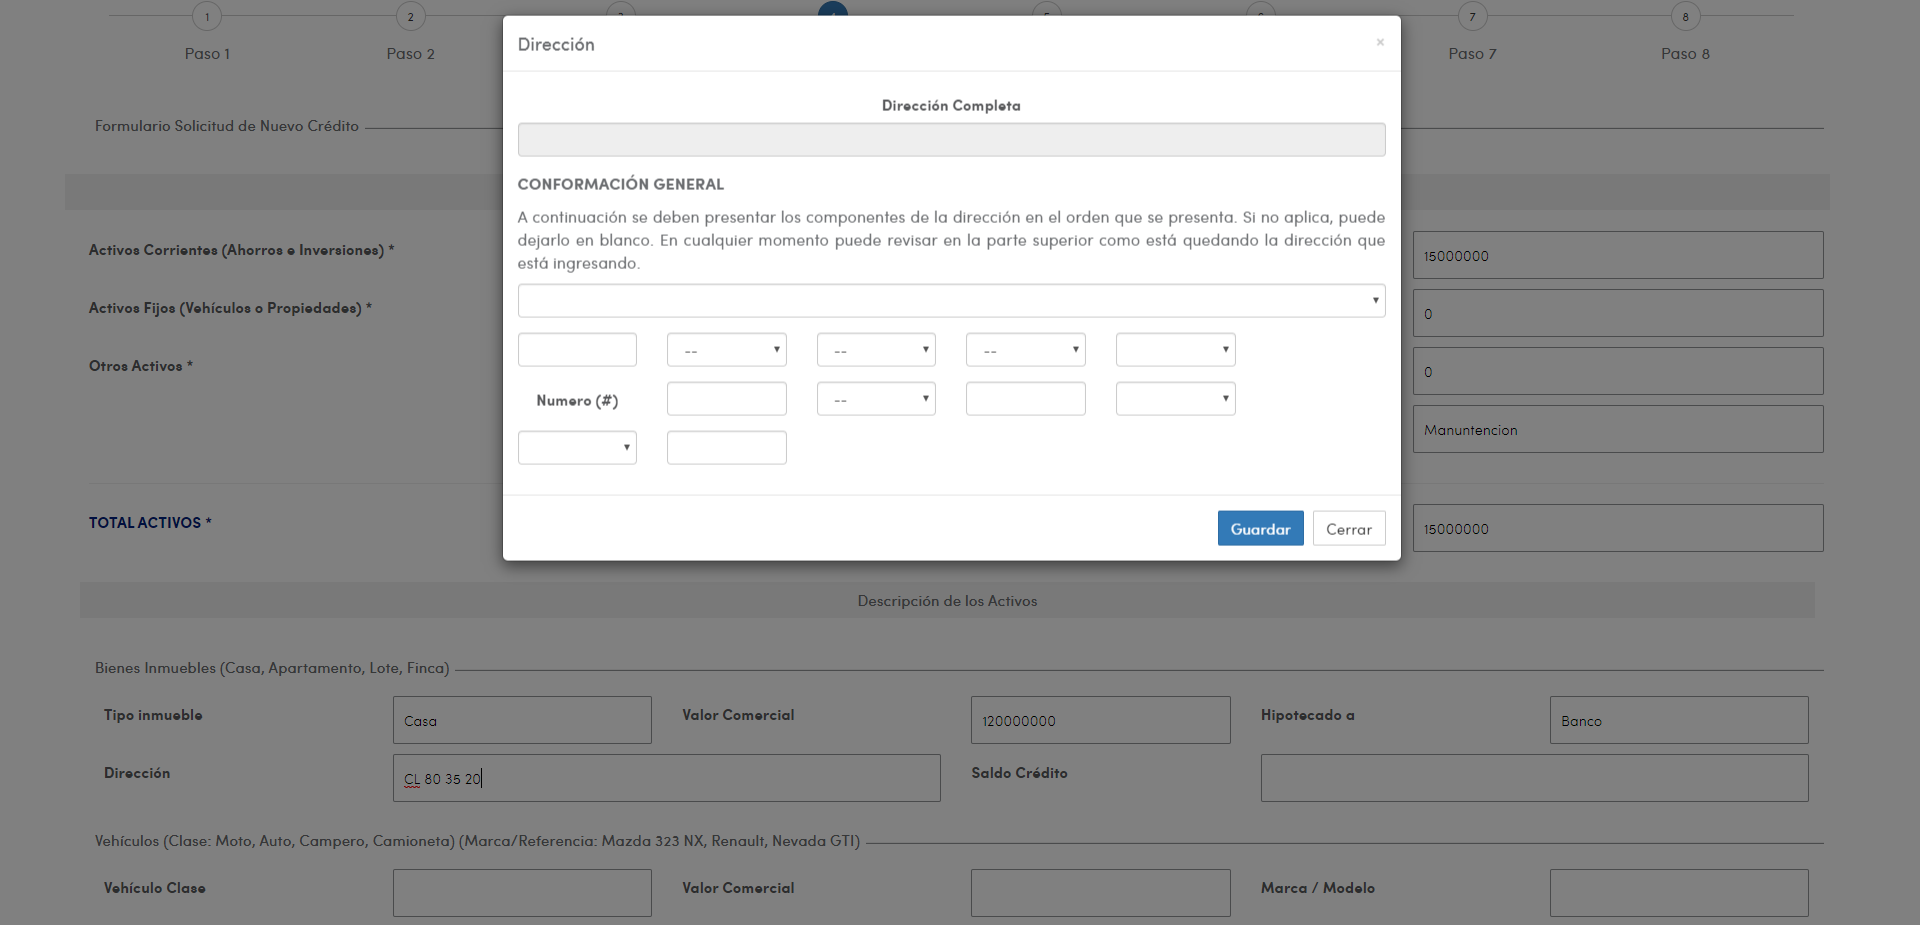 1 2 7 8
Paso 1 Paso 2 Paso 7 Paso 8
Dirección ×
Formulario Solicitud de Nuevo Crédito
Dirección Completa
CONFORMACIÓN GENERAL
A continuación se deben presentar los componentes de la dirección en el orden que se presenta. Si no aplica, puede
dejarlo en blanco. En cualquier momento puede revisar en la parte superior como está quedando la dirección que
está ingresando.
-- -- --
Numero (#) --
Guardar Cerrar
Activos Corrientes (Ahorros e Inversiones) * 15000000
Activos Fijos (Vehículos o Propiedades) * 0
Otros Activos * 0
Manuntencion
TOTAL ACTIVOS * 15000000
Descripción de los Activos
Bienes Inmuebles (Casa, Apartamento, Lote, Finca)
Tipo inmueble Casa Valor Comercial 120000000 Hipotecado a Banco
Dirección CL 80 35 20 Saldo Crédito
Vehículos (Clase: Moto, Auto, Campero, Camioneta) (Marca/Referencia: Mazda 323 NX, Renault, Nevada GTI)
Vehículo Clase Valor Comercial Marca / Modelo